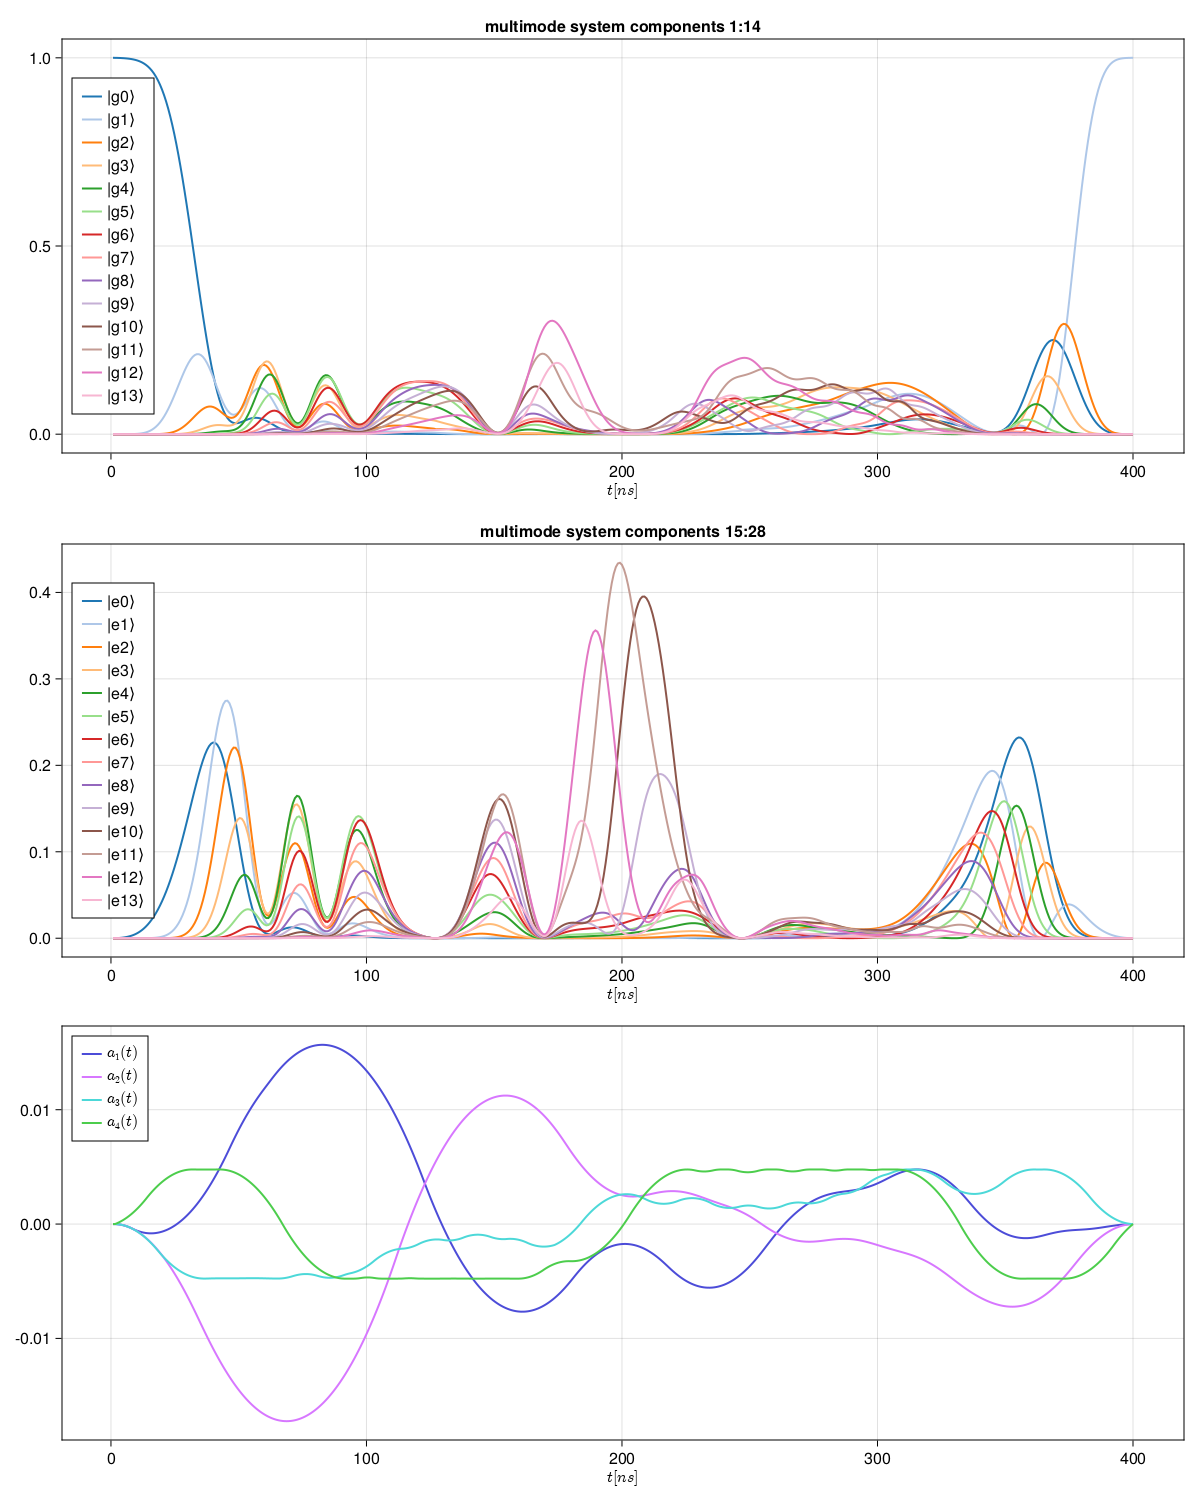 multimode system components 1:14
1.0
0.5
0.0
|g0⟩
|g1⟩
|g2⟩
|g3⟩
|g4⟩
|g5⟩
|g6⟩
|g7⟩
|g8⟩
|g9⟩
|g10⟩
|g11⟩
|g12⟩
|g13⟩
0 100 200 300 400
t[ns]
multimode system components 15:28
0.4
0.3
0.2
0.1
0.0
|e0⟩
|e1⟩
|e2⟩
|e3⟩
|e4⟩
|e5⟩
|e6⟩
|e7⟩
|e8⟩
|e9⟩
|e10⟩
|e11⟩
|e12⟩
|e13⟩
0 100 200 300 400
t[ns]
0.01
0.00
-0.01
a₁(t)
a₂(t)
a₃(t)
a₄(t)
0 100 200 300 400
t[ns]